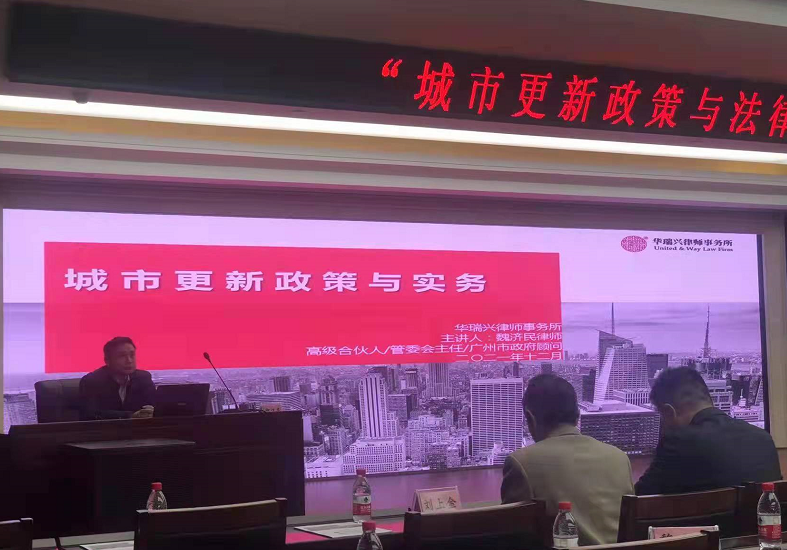 “城市更新政策与法律
华瑞兴律师事务所
United & Way Law Firm
城市更新政策与实务
华瑞兴律师事务所
主讲人：魏济民律师
高级合伙人/管委会主任/广州市政府顾问
二〇二一年十二月
刘上金